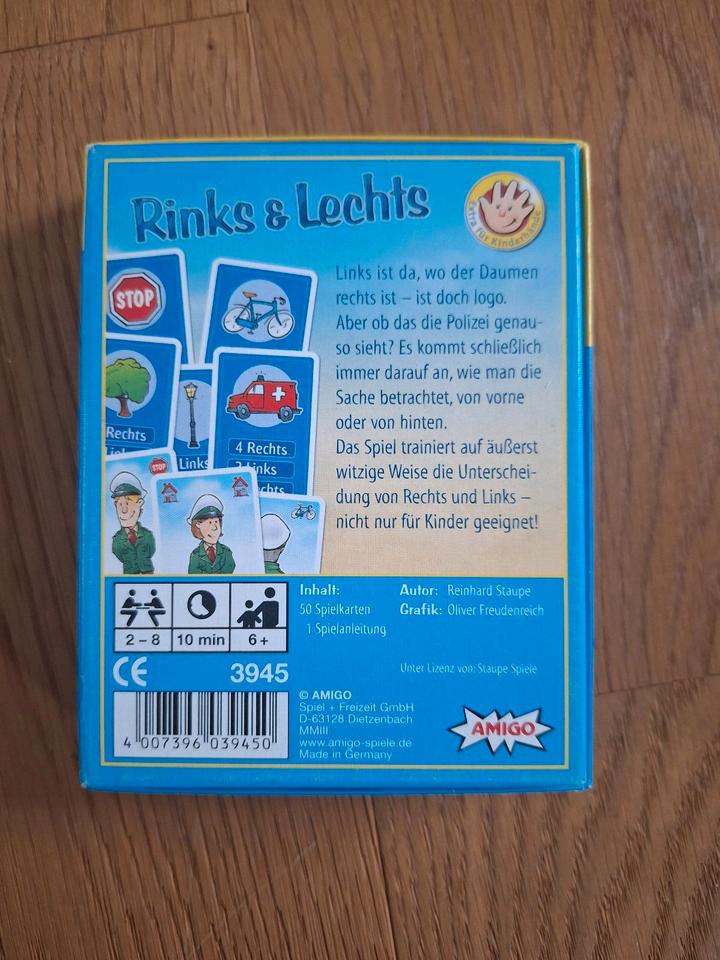 Rinks & Lechts
Extra für Kinderhände
STOP
Rechts
Links
4 Rechts
Links
STOP
Links ist da, wo der Daumen
rechts ist – ist doch logo.
Aber ob das die Polizei genau-
so sieht? Es kommt schließlich
immer darauf an, wie man die
Sache betrachtet, von vorne
oder von hinten.
Das Spiel trainiert auf äußerst
witzige Weise die Unterschei-
dung von Rechts und Links –
nicht nur für Kinder geeignet!
2 – 8 10 min 6+
CE 3945
4 007396 039450
Inhalt:
50 Spielkarten
1 Spielanleitung
Autor: Reinhard Staupe
Grafik: Oliver Freudenreich
Unter Lizenz von: Staupe Spiele
© AMIGO
Spiel + Freizeit GmbH
D-63128 Dietzenbach
MMIII
www.amigo-spiele.de
Made in Germany
AMIGO